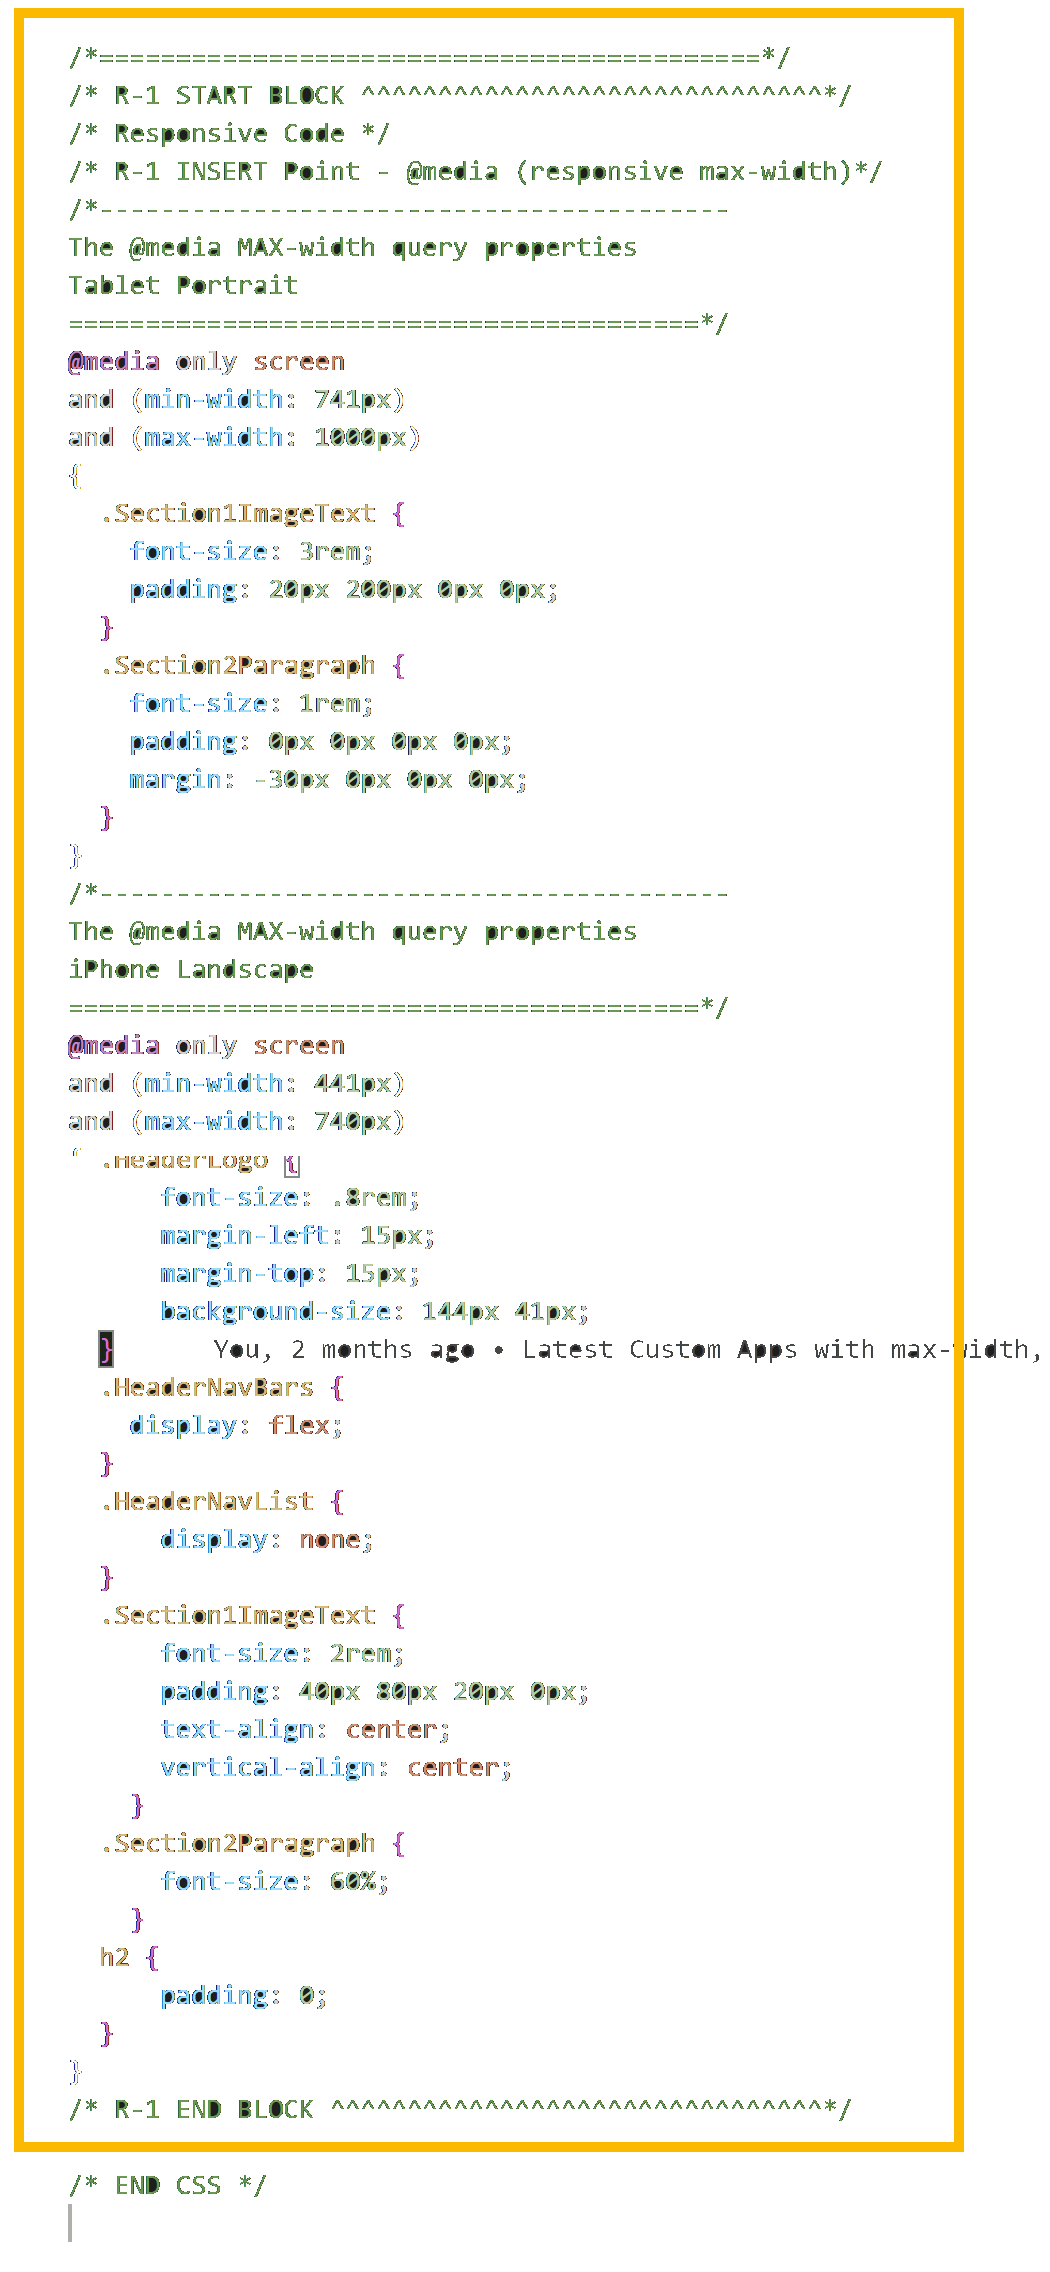 /*===========================================*/
/* R-1 START BLOCK ^^^^^^^^^^^^^^^^^^^^^^^^^^^^^^*/
/* Responsive Code */
/* R-1 INSERT Point - @media (responsive max-width)*/
/*-----------------------------------------
The @media MAX-width query properties
Tablet Portrait
=========================================*/
@media only screen
and (min-width: 741px)
and (max-width: 1000px)
{
.Section1ImageText {
font-size: 3rem;
padding: 20px 200px 0px 0px;
}
.Section2Paragraph {
font-size: 1rem;
padding: 0px 0px 0px 0px;
margin: -30px 0px 0px 0px;
}
}
/*-----------------------------------------
The @media MAX-width query properties
iPhone Landscape
=========================================*/
@media only screen
and (min-width: 441px)
and (max-width: 740px)
{ .HeaderLogo {
font-size: .8rem;
margin-left: 15px;
margin-top: 15px;
background-size: 144px 41px;
} You, 2 months ago • Latest Custom Apps with max-width,
.HeaderNavBars {
display: flex;
}
.HeaderNavList {
display: none;
}
.Section1ImageText {
font-size: 2rem;
padding: 40px 80px 20px 0px;
text-align: center;
vertical-align: center;
}
.Section2Paragraph {
font-size: 60%;
}
h2 {
padding: 0;
}
}
/* R-1 END BLOCK ^^^^^^^^^^^^^^^^^^^^^^^^^^^^^^^^*/
/* END CSS */